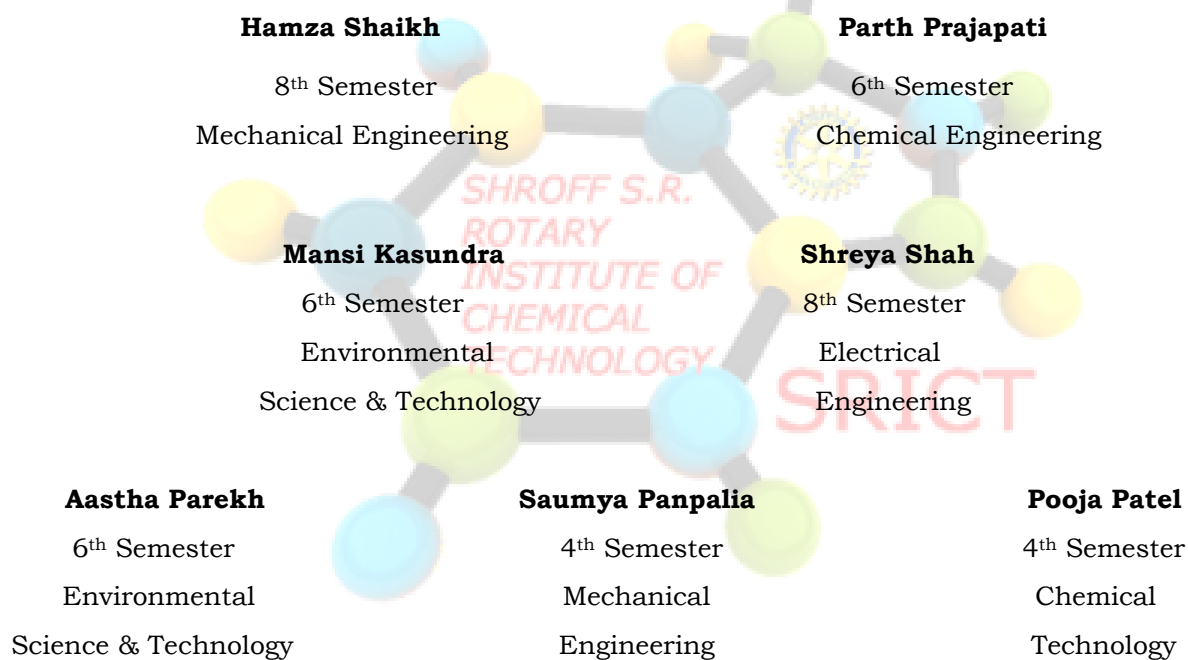 Hamza Shaikh
8th Semester
Mechanical Engineering
Parth Prajapati
6th Semester
Chemical Engineering
SHROFF S.R.
ROTARY
INSTITUTE OF
CHEMICAL
TECHNOLOGY
SRICT
Mansi Kasundra
6th Semester
Environmental
Science & Technology
Shreya Shah
8th Semester
Electrical
Engineering
Aastha Parekh
6th Semester
Environmental
Science & Technology
Saumya Panpalia
4th Semester
Mechanical
Engineering
Pooja Patel
4th Semester
Chemical
Technology